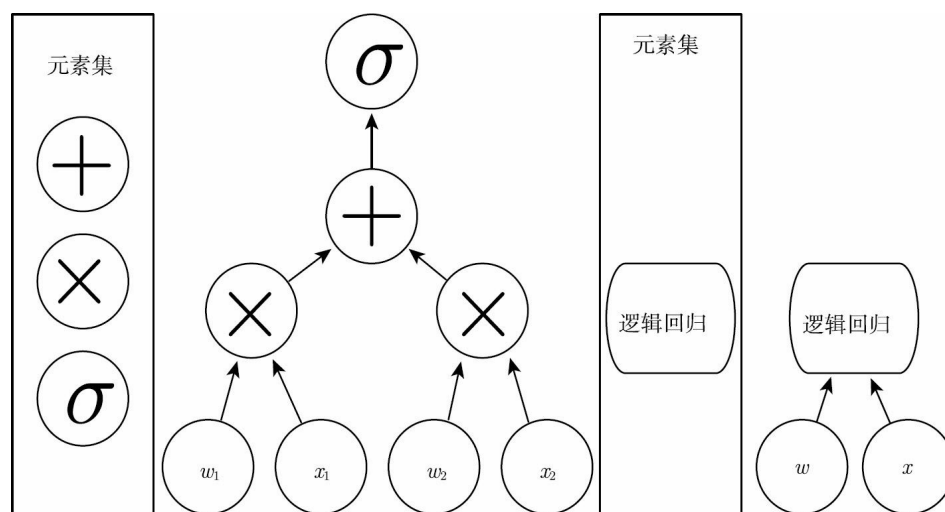 元素集
+
×
σ
σ
+
×
×
w₁
x₁
w₂
x₂
元素集
逻辑回归
逻辑回归
w
x